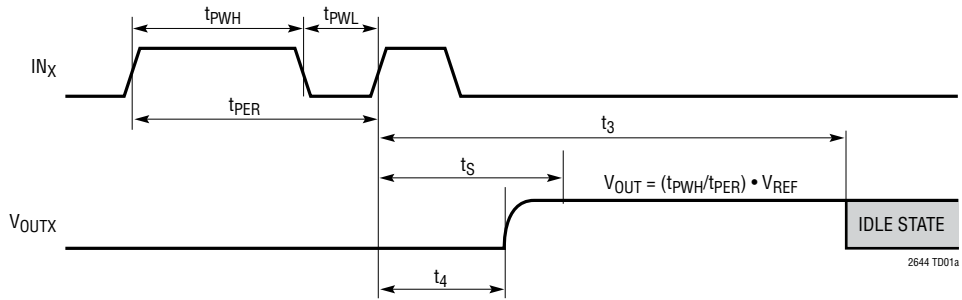 tPWH
tPWL
INX
tPER
t3
tS
VOUT = (tPWH/tPER) • VREF
VOUTX
IDLE STATE
2644 TD01a
t4